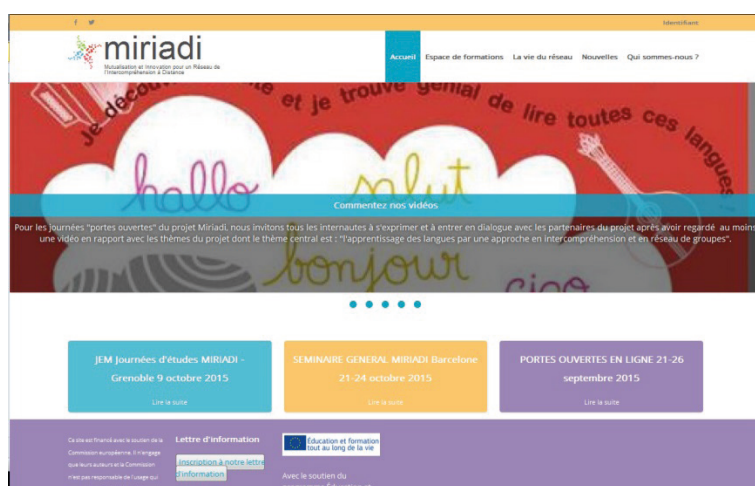 Identifiant
miriadi
Mutualisation et Innovation pour un Réseau de
l'Intercompréhension à Distance
Accueil Espace de formations La vie du réseau Nouvelles Qui sommes-nous ?
je découv et je trouve génial de lire toutes ces langues
hallo salut
Commentez nos vidéos
Pour les journées "portes ouvertes" du projet Miriadi, nous invitons tous les internautes à s'exprimer et à entrer en dialogue avec les partenaires du projet après avoir regardé au moins
une vidéo en rapport avec les thèmes du projet dont le thème central est : "l'apprentissage des langues par une approche en intercompréhension et en réseau de groupes".
bonjour ciao
JEM Journées d'études MIRIADI -
Grenoble 9 octobre 2015
Lire la suite
SEMINAIRE GENERAL MIRIADI Barcelone
21-24 octobre 2015
Lire la suite
PORTES OUVERTES EN LIGNE 21-26
septembre 2015
Lire la suite
Ce site est financé avec le soutien de la
Commission européenne. Il n'engage
que leurs auteurs et la Commission
n'est pas responsable de l'usage qui
Lettre d'information
Inscription à notre lettre
d'information
Éducation et formation
tout au long de la vie
Avec le soutien du